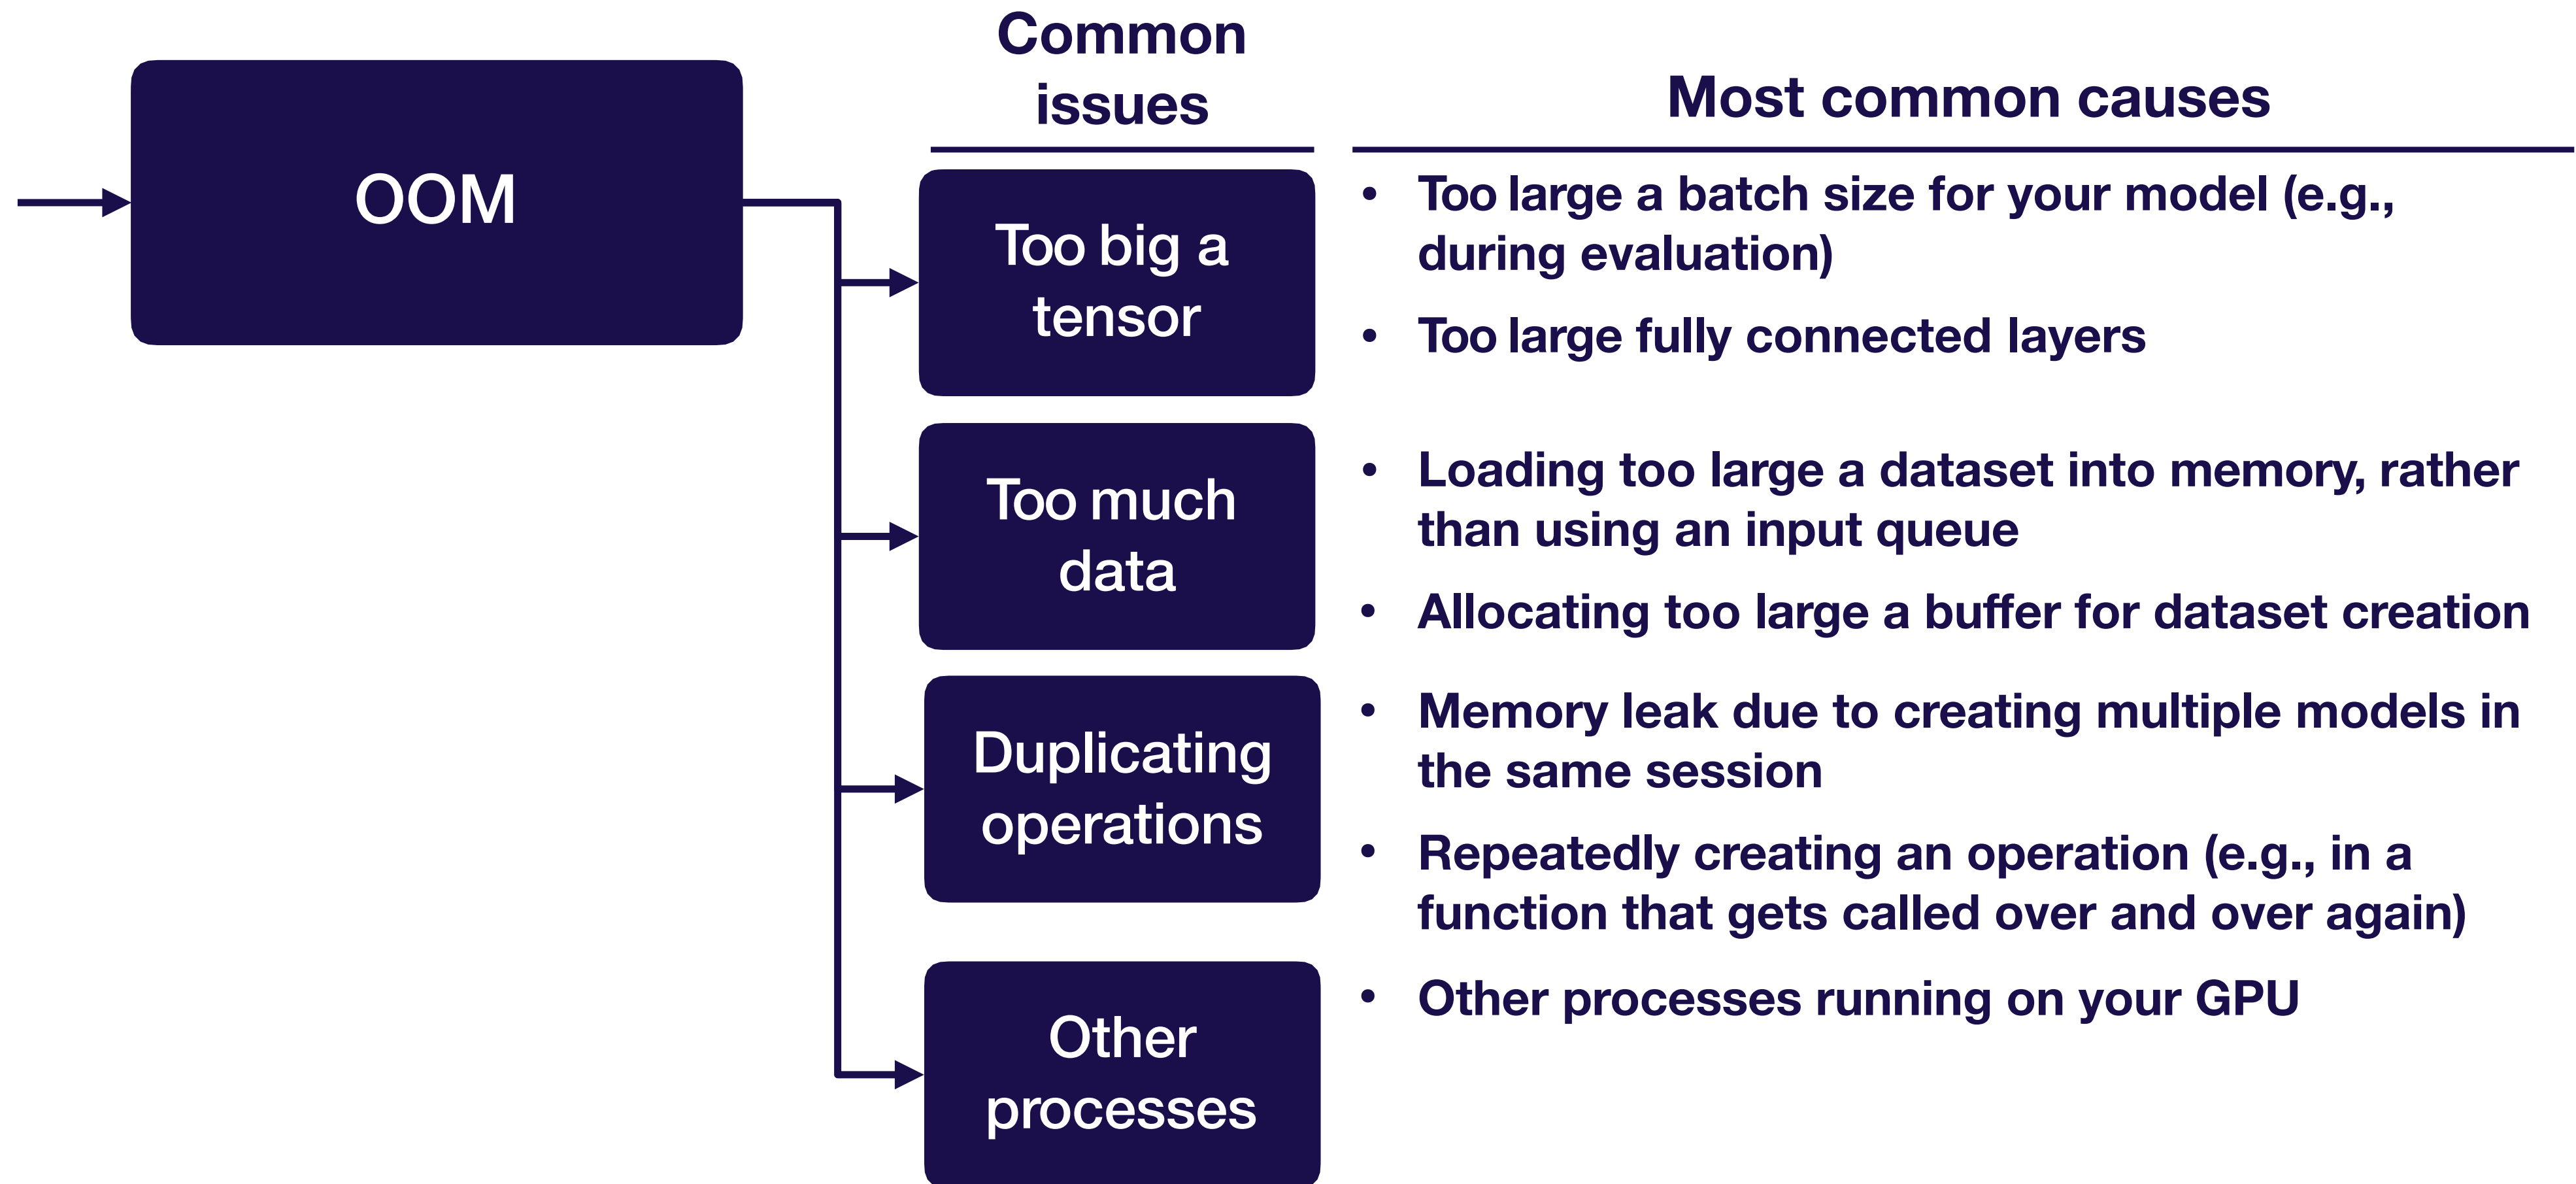 Common
issues
Most common causes
OOM
Too big a
tensor
• Too large a batch size for your model (e.g.,
during evaluation)
• Too large fully connected layers
Too much
data
• Loading too large a dataset into memory, rather
than using an input queue
• Allocating too large a buffer for dataset creation
Duplicating
operations
• Memory leak due to creating multiple models in
the same session
• Repeatedly creating an operation (e.g., in a
function that gets called over and over again)
Other
processes
• Other processes running on your GPU